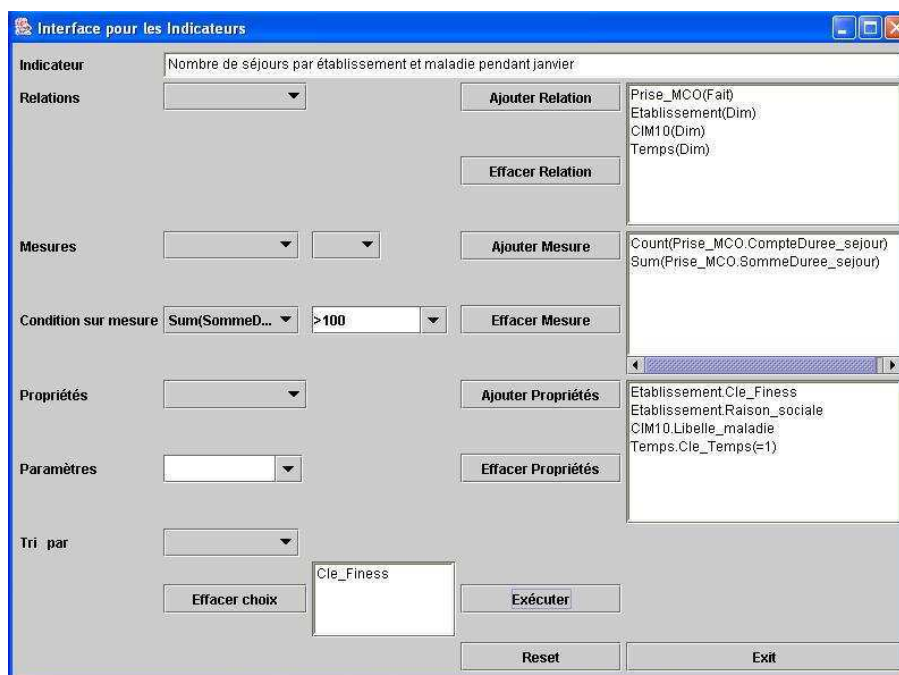 Interface pour les Indicateurs
Indicateur Nombre de séjours par établissement et maladie pendant janvier
Relations Ajouter Relation Prise_MCO(Fait)
Etablissement(Dim)
CIM10(Dim)
Temps(Dim)
Effacer Relation
Mesures Ajouter Mesure Count(Prise_MCO.CompteDuree_sejour)
Sum(Prise_MCO.SommeDuree_sejour)
Condition sur mesure Sum(SommeD... >100 Effacer Mesure
Propriétés Ajouter Propriétés Etablissement.Cle_Finess
Etablissement.Raison_sociale
CIM10.Libelle_maladie
Temps.Cle_Temps(=1)
Paramètres Effacer Propriétés
Tri par
Cle_Finess
Effacer choix Exécuter
Reset Exit